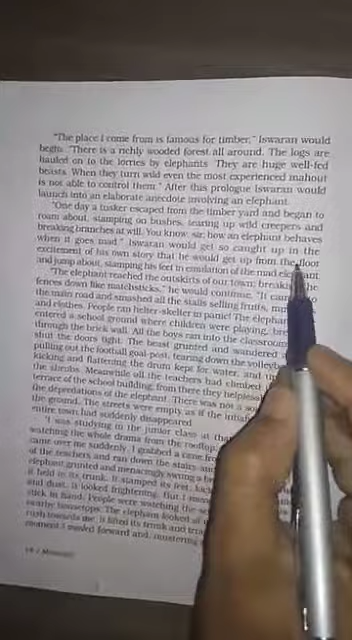 "The place I come from is famous for timber," Iswaran would
begin. "There is a richly wooded forest all around. The logs are
hauled on to the lorries by elephants. They are huge well-fed
beasts. When they turn wild even the most experienced mahout
is not able to control them." After this prologue Iswaran would
launch into an elaborate anecdote involving an elephant.
"One day a tusker escaped from the timber yard and began to
roam about, stamping on bushes, tearing up wild creepers and
breaking branches at will. You know, sir, how an elephant behaves
when it goes mad." Iswaran would get so caught up in the
excitement of his own story that he would get up from the floor
and jump about, stamping his feet in emulation of the mad elephant.
"The elephant reached the outskirts of our town; breaking the
fences down like matchsticks," he would continue. "It came
the main road and smashed all the stalls selling fruits,
and clothes. People ran helter-skelter in panic! The elephant
entered a school ground where children were playing,
through the brick wall. All the boys ran into the classrooms
shut the doors tight. The beast grunted and wandered
pulling out the football goal-post, tearing down the volleyball
kicking and flattening the drum kept for water, and
the shrubs. Meanwhile all the teachers had climbed
terrace of the school building; from there they helplessly
the depredations of the elephant. There was not a
the ground. The streets were empty as if the
entire town had suddenly disappeared.
"I was studying in the junior class at that
watching the whole drama from the rooftop.
came over me suddenly. I grabbed a cane from
of the teachers and ran down the stairs and
elephant grunted and menacingly swung a
it held in its trunk. It stamped its feet,
and dust. It looked frightening. But I
stick in hand. People were watching the
nearby housetops. The elephant looked
rush towards me. It lifted its trunk and
moment I moved forward and, mustering